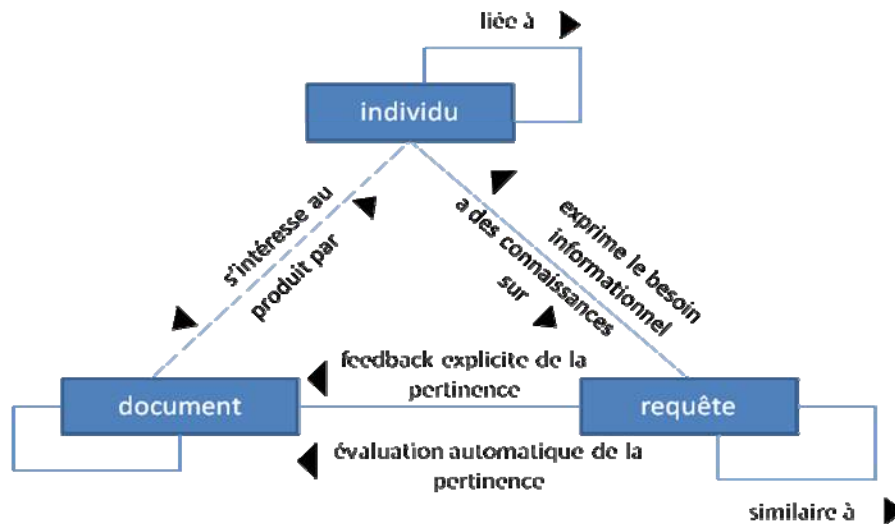 liée à
individu
s'intéresse au
produit par
a des connaissances
sur
exprime le besoin
informationnel
feedback explicite de la
pertinence
document
requête
évaluation automatique de la
pertinence
similaire à